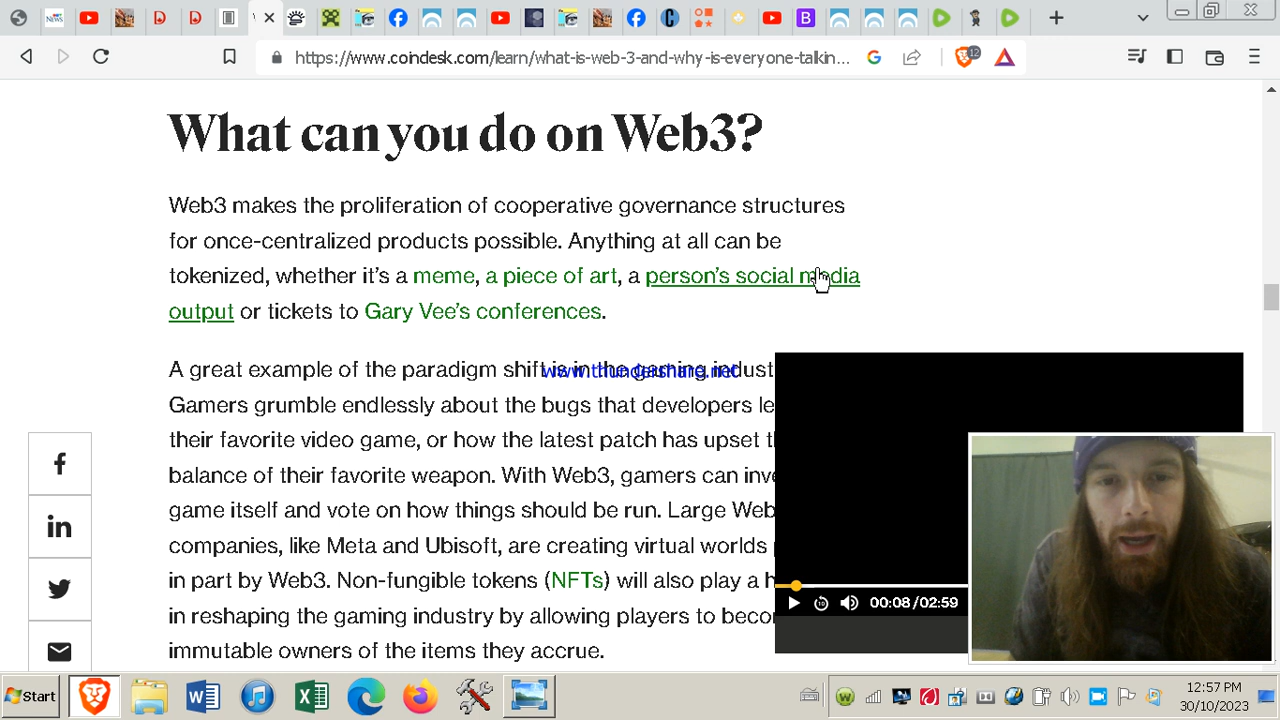 https://www.coindesk.com/learn/what-is-web-3-and-why-is-everyone-talkin...
12
What can you do on Web3?
Web3 makes the proliferation of cooperative governance structures
for once-centralized products possible. Anything at all can be
tokenized, whether it's a meme, a piece of art, a person's social media
output or tickets to Gary Vee's conferences.
A great example of the paradigm shift is in the gaming indust
www.thundershare.net
Gamers grumble endlessly about the bugs that developers le
their favorite video game, or how the latest patch has upset t
balance of their favorite weapon. With Web3, gamers can inve
game itself and vote on how things should be run. Large Web
companies, like Meta and Ubisoft, are creating virtual worlds
in part by Web3. Non-fungible tokens (NFTs) will also play a h
in reshaping the gaming industry by allowing players to beco
immutable owners of the items they accrue.
00:08/02:59
Start
12:57 PM
30/10/2023